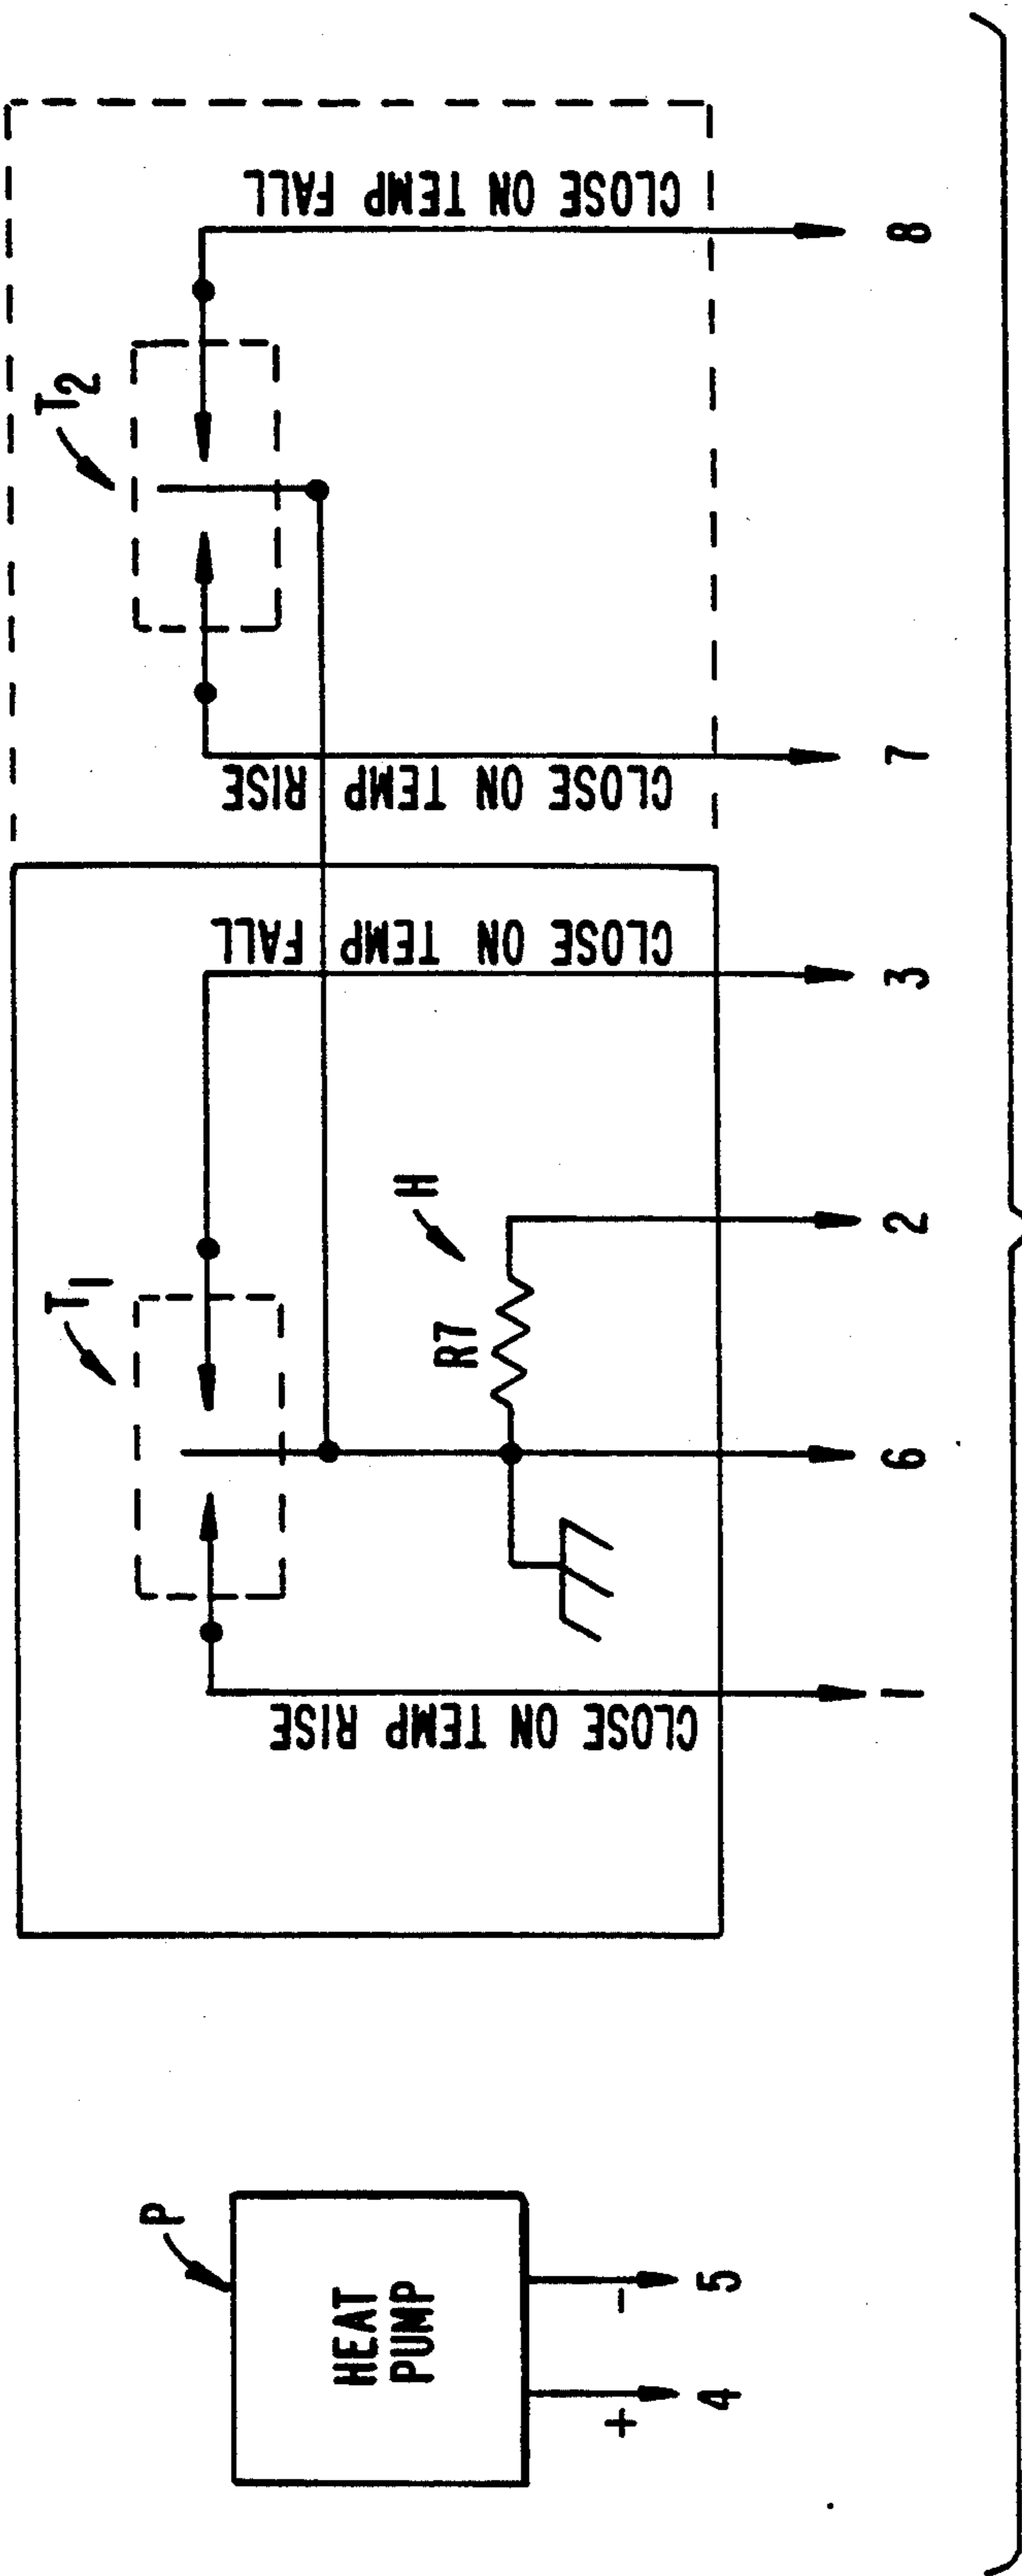 P
HEAT
PUMP
+
-
4
5
T1
CLOSE ON TEMP RISE
CLOSE ON TEMP FALL
R7
H
1
6
2
3
T2
CLOSE ON TEMP RISE
CLOSE ON TEMP FALL
7
8